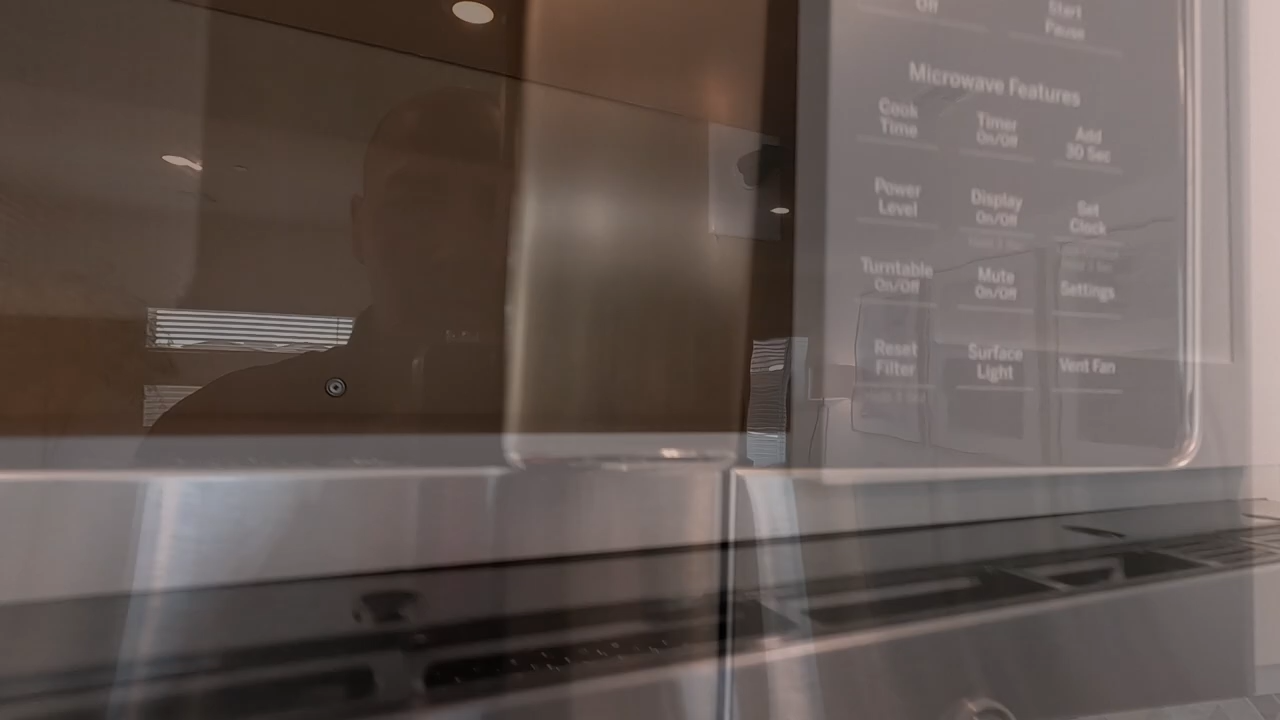 Off
Start
Pause
Microwave Features
Cook
Time
Timer
On/Off
Add
30 Sec
Power
Level
Display
On/Off
Set
Clock
Turntable
On/Off
Mute
On/Off
Settings
Reset
Filter
Surface
Light
Vent Fan